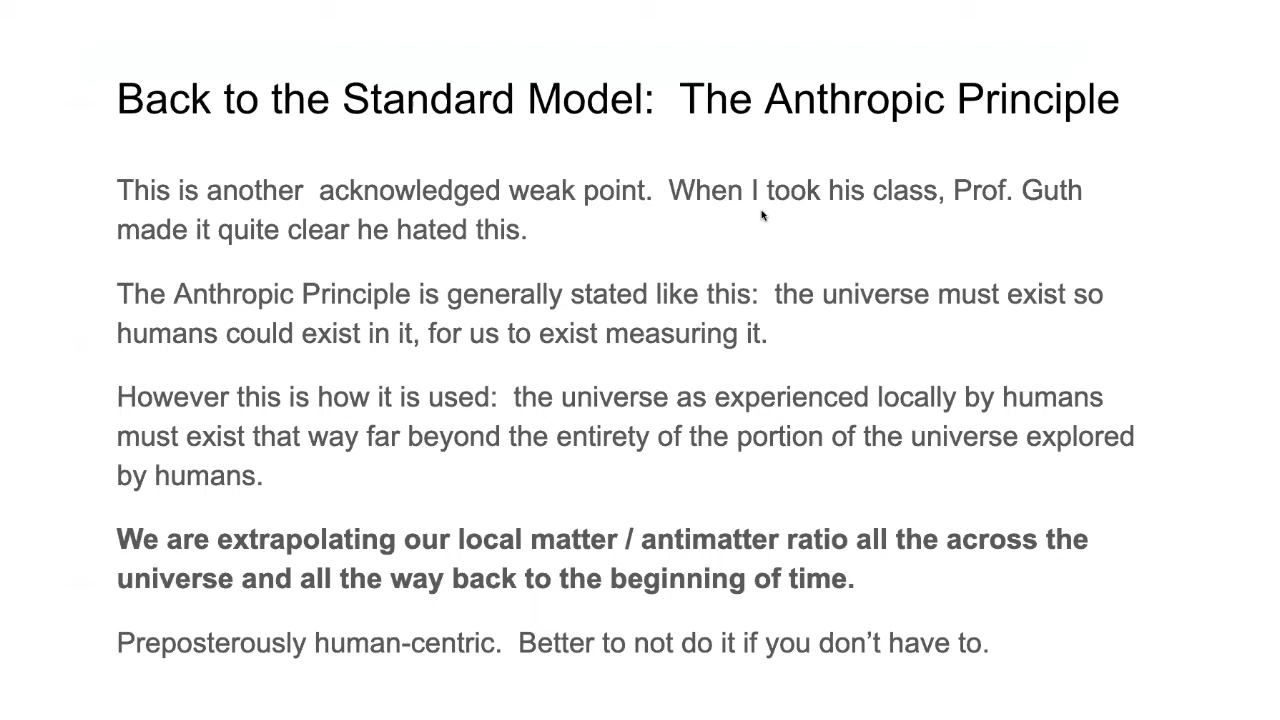 Back to the Standard Model:  The Anthropic Principle
This is another  acknowledged weak point.  When I took his class, Prof. Guth
made it quite clear he hated this.
The Anthropic Principle is generally stated like this:  the universe must exist so
humans could exist in it, for us to exist measuring it.
However this is how it is used:  the universe as experienced locally by humans
must exist that way far beyond the entirety of the portion of the universe explored
by humans.
We are extrapolating our local matter / antimatter ratio all the across the
universe and all the way back to the beginning of time.
Preposterously human-centric.  Better to not do it if you don’t have to.